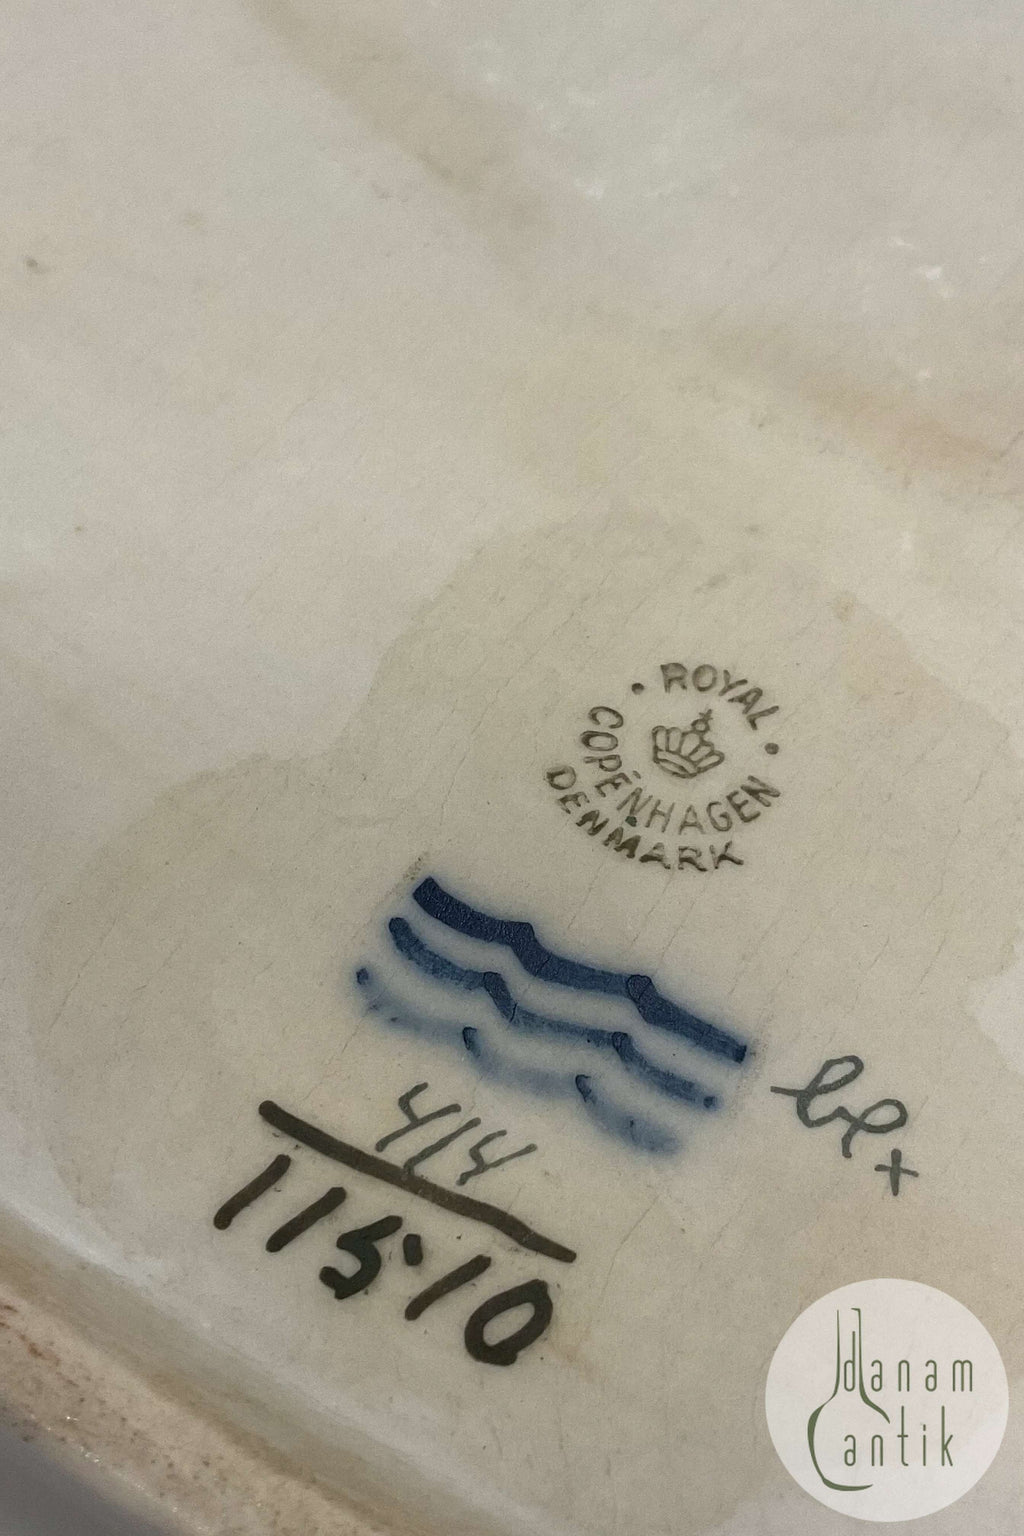 ROYAL
COPENHAGEN
DENMARK
414
115·10
danam
antik